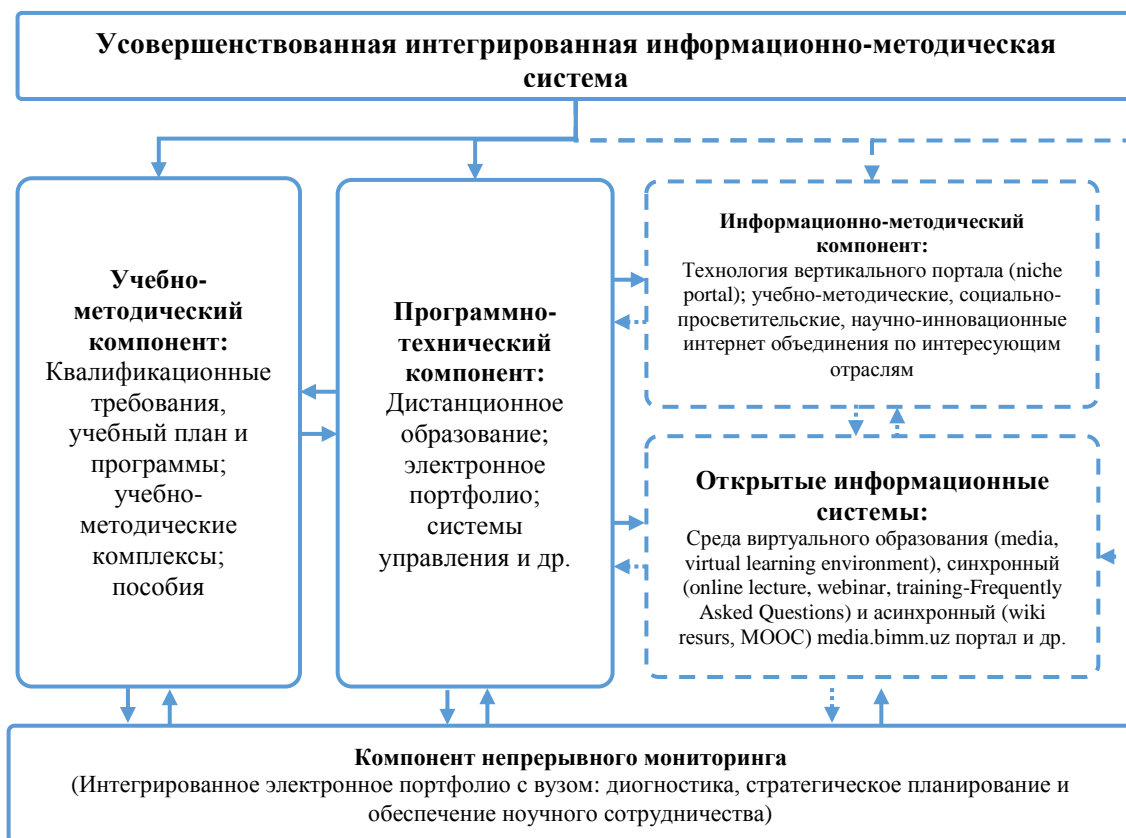 Усовершенствованная интегрированная информационно-методическая
система
Учебно-
методический
компонент:
Квалификационные
требования,
учебный план и
программы;
учебно-
методические
комплексы;
пособия
Программно-
технический
компонент:
Дистанционное
образование;
электронное
портфолио;
системы
управления и др.
Информационно-методический
компонент:
Технология вертикального портала (niche
portal); учебно-методические, социально-
просветительские, научно-инновационные
интернет объединения по интересующим
отраслям
Открытые информационные
системы:
Среда виртуального образования (media,
virtual learning environment), синхронный
(online lecture, webinar, training-Frequently
Asked Questions) и асинхронный (wiki
resurs, MOOC) media.bimm.uz портал и др.
Компонент непрерывного мониторинга
(Интегрированное электронное портфолио с вузом: диогностика, стратегическое планирование и
обеспечение ноучного сотрудничества)